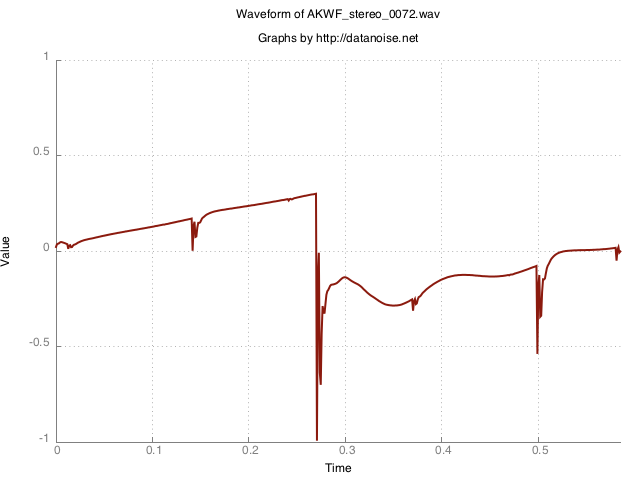 Waveform of AKWF_stereo_0072.wav
Graphs by http://datanoise.net
1
0.5
0
-0.5
-1
Value
0 0.1 0.2 0.3 0.4 0.5
Time